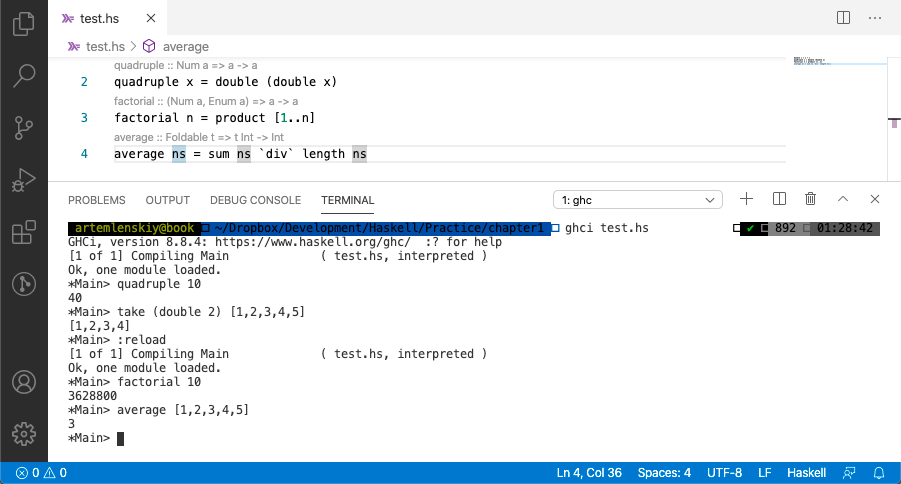 test.hs
test.hs > average
quadruple :: Num a => a -> a
2 quadruple x = double (double x)
factorial :: (Num a, Enum a) => a -> a
3 factorial n = product [1..n]
average :: Foldable t => t Int -> Int
4 average ns = sum ns `div` length ns
PROBLEMS OUTPUT DEBUG CONSOLE TERMINAL 1: ghc
artemlenskiy@book ~/Dropbox/Development/Haskell/Practice/chapter1 ghci test.hs ✔ 892 01:28:42
GHCi, version 8.8.4: https://www.haskell.org/ghc/ :? for help
[1 of 1] Compiling Main ( test.hs, interpreted )
Ok, one module loaded.
*Main> quadruple 10
40
*Main> take (double 2) [1,2,3,4,5]
[1,2,3,4]
*Main> :reload
[1 of 1] Compiling Main ( test.hs, interpreted )
Ok, one module loaded.
*Main> factorial 10
3628800
*Main> average [1,2,3,4,5]
3
*Main>
0 0 Ln 4, Col 36 Spaces: 4 UTF-8 LF Haskell